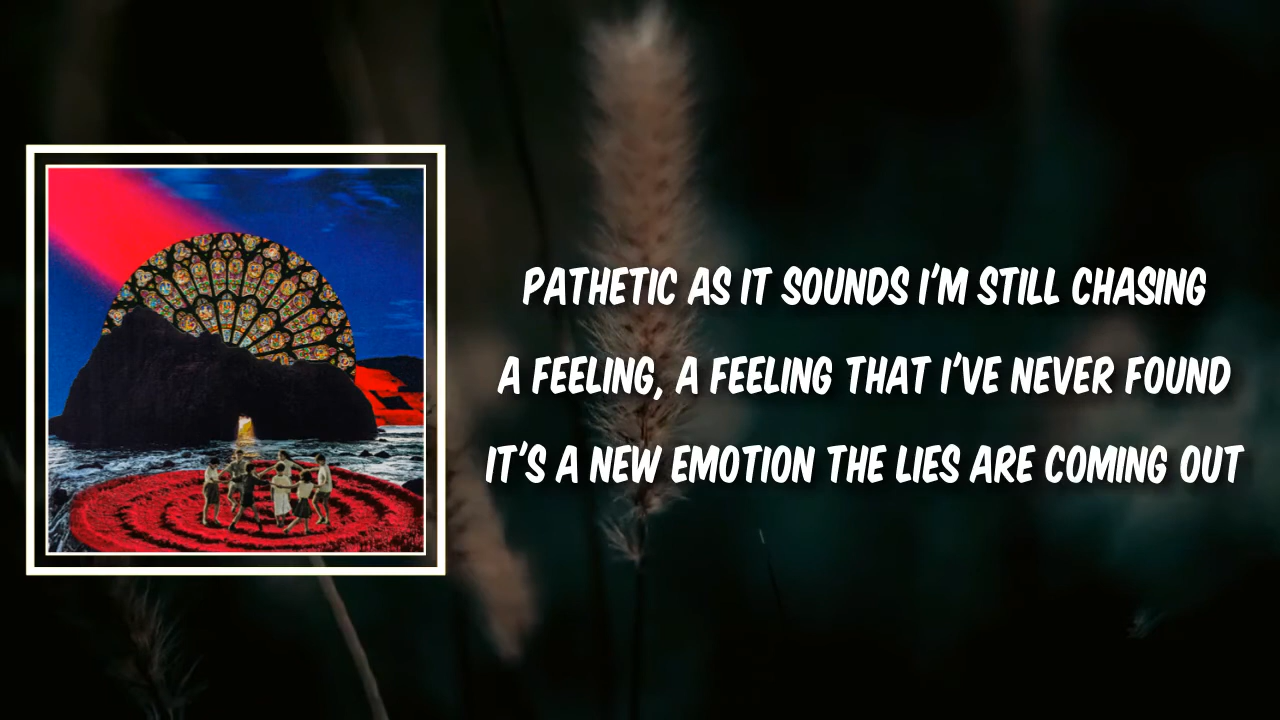 PATHETIC AS IT SOUNDS I'M STILL CHASING
A FEELING, A FEELING THAT I'VE NEVER FOUND
IT'S A NEW EMOTION THE LIES ARE COMING OUT